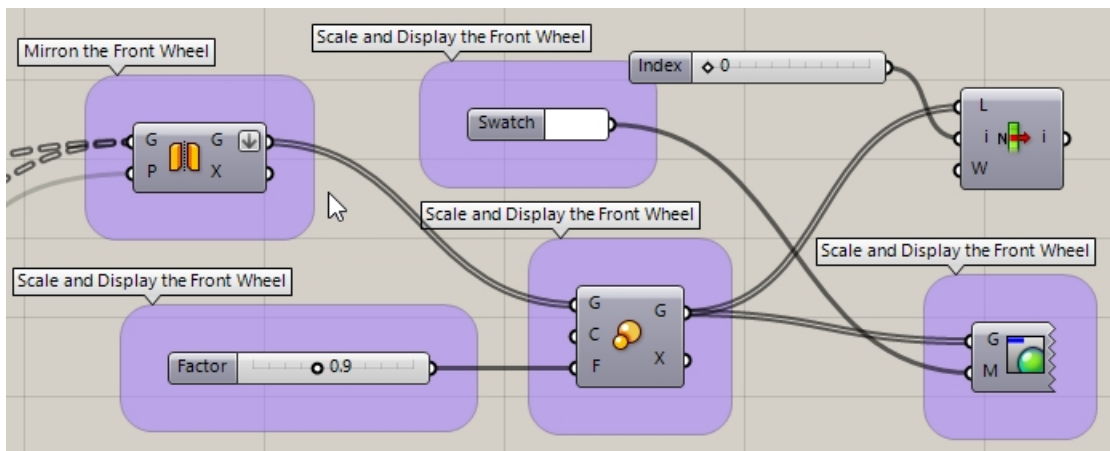 Mirron the Front Wheel
Scale and Display the Front Wheel
Index 0
G G
P X
Swatch
L
i N i
W
Scale and Display the Front Wheel
Scale and Display the Front Wheel
Scale and Display the Front Wheel
G G
C
F X
Factor 0.9
G
M